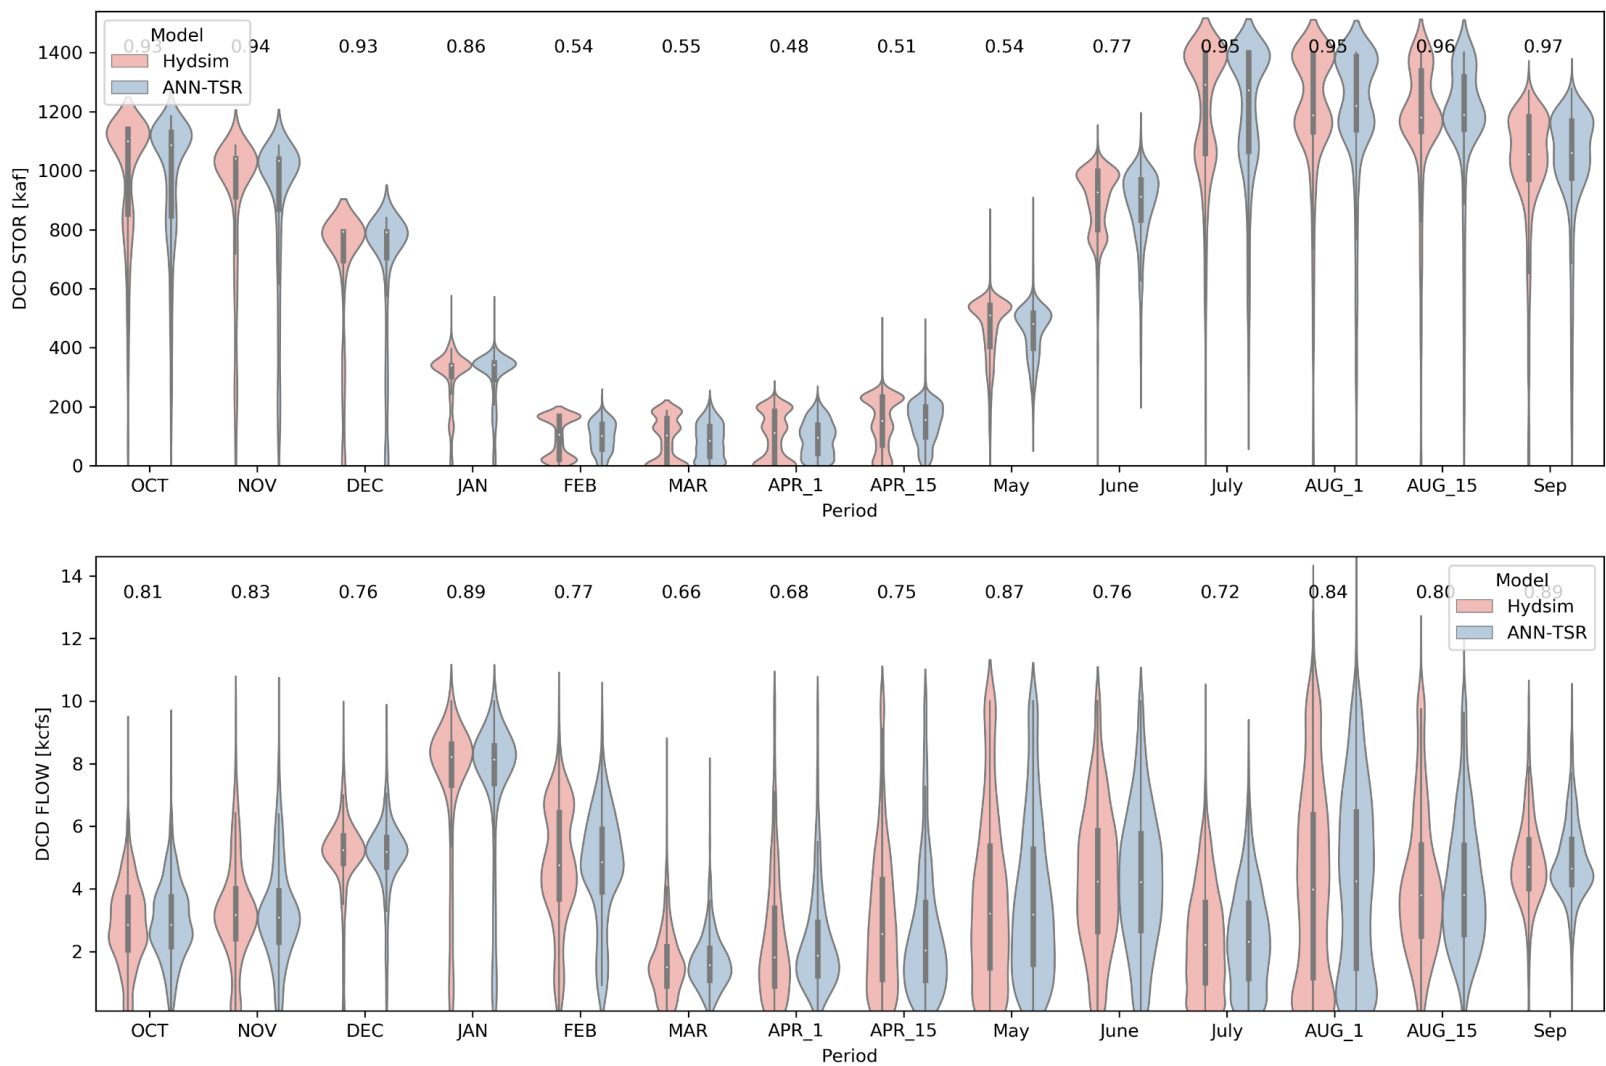 Model
Hydsim
ANN-TSR
0.93 0.94 0.93 0.86 0.54 0.55 0.48 0.51 0.54 0.77 0.95 0.95 0.96 0.97
DCD STOR [kaf]
1400
1200
1000
800
600
400
200
0
OCT NOV DEC JAN FEB MAR APR_1 APR_15 May June July AUG_1 AUG_15 Sep
Period
Model
Hydsim
ANN-TSR
0.81 0.83 0.76 0.89 0.77 0.66 0.68 0.75 0.87 0.76 0.72 0.84 0.80 0.89
DCD FLOW [kcfs]
14
12
10
8
6
4
2
OCT NOV DEC JAN FEB MAR APR_1 APR_15 May June July AUG_1 AUG_15 Sep
Period